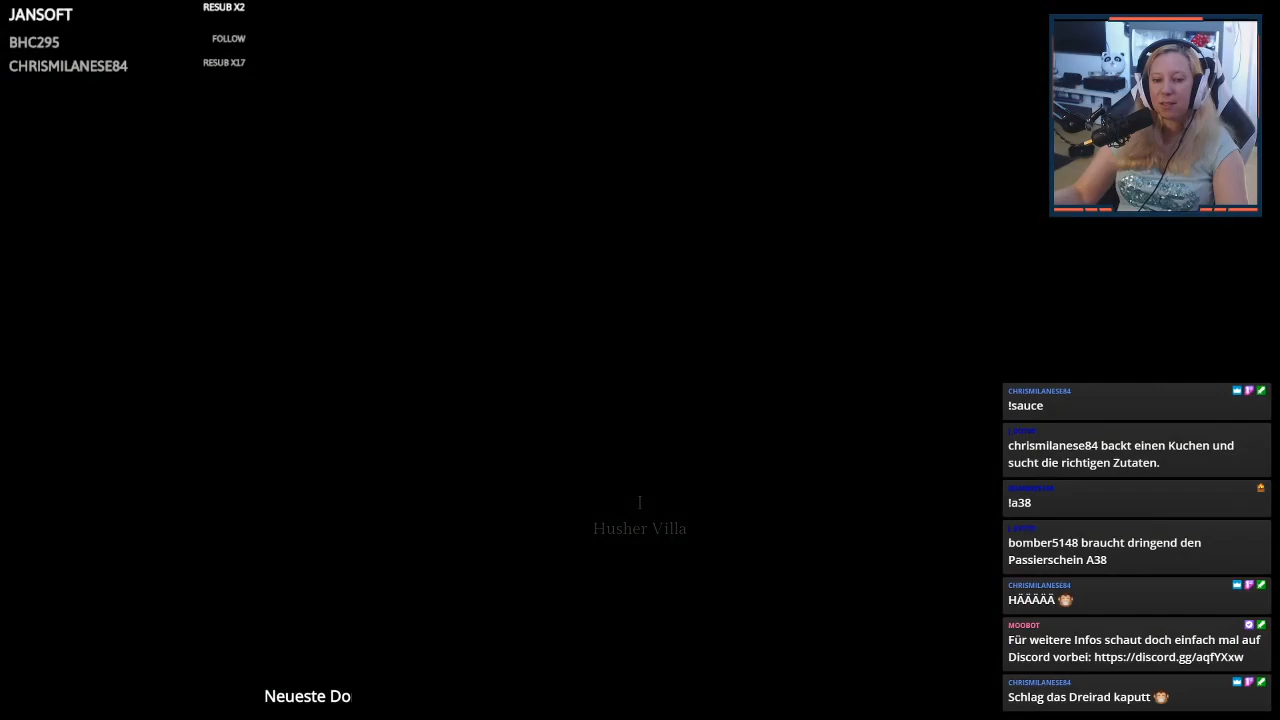 JANSOFT RESUB X2
BHC295 FOLLOW
CHRISMILANESE84 RESUB X17
I
Husher Villa
Neueste Do
CHRISMILANESE84
!sauce
chrismilanese84 backt einen Kuchen und
sucht die richtigen Zutaten.
!a38
bomber5148 braucht dringend den
Passierschein A38
CHRISMILANESE84
HÄÄÄÄÄ
MOOBOT
Für weitere Infos schaut doch einfach mal auf
Discord vorbei: https://discord.gg/aqfYXxw
CHRISMILANESE84
Schlag das Dreirad kaputt